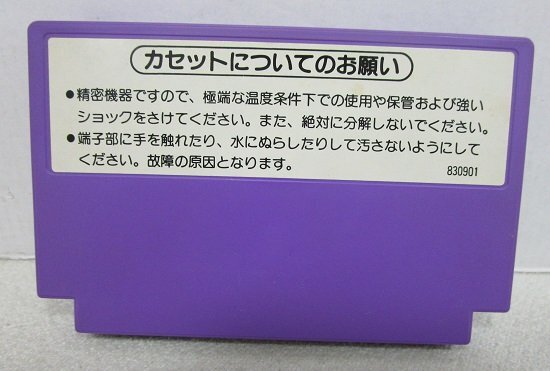 カセットについてのお願い
●精密機器ですので、極端な温度条件下での使用や保管および強い
ショックをさけてください。また、絶対に分解しないでください。
●端子部に手を触れたり、水にぬらしたりして汚さないようにして
ください。故障の原因となります。
830901